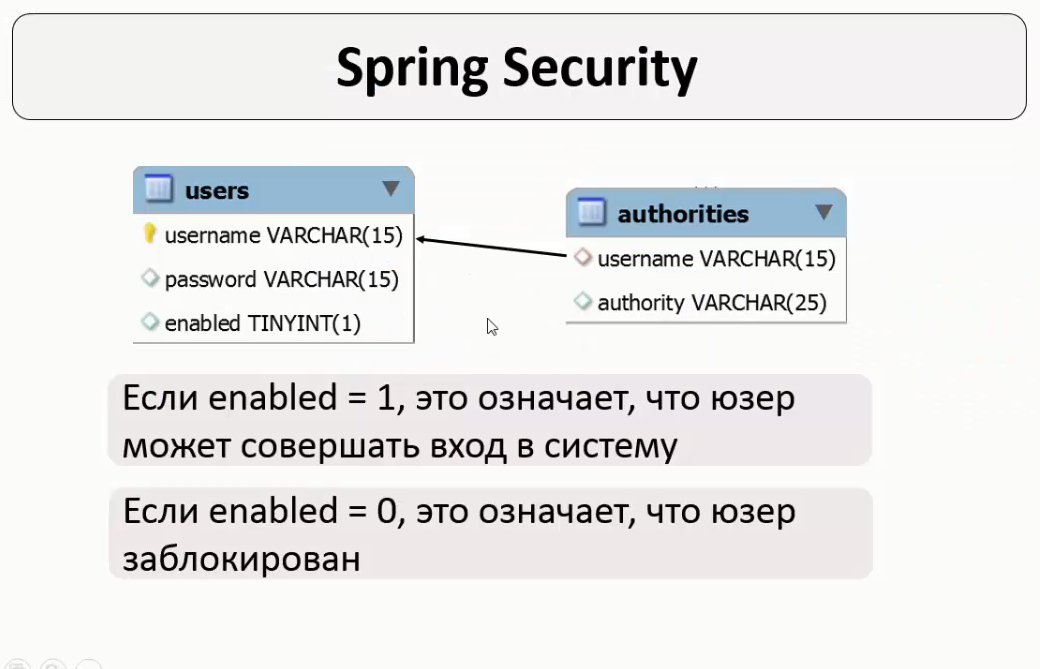 Spring Security
users
username VARCHAR(15)
password VARCHAR(15)
enabled TINYINT(1)
authorities
username VARCHAR(15)
authority VARCHAR(25)
Если enabled = 1, это означает, что юзер
может совершать вход в систему
Если enabled = 0, это означает, что юзер
заблокирован